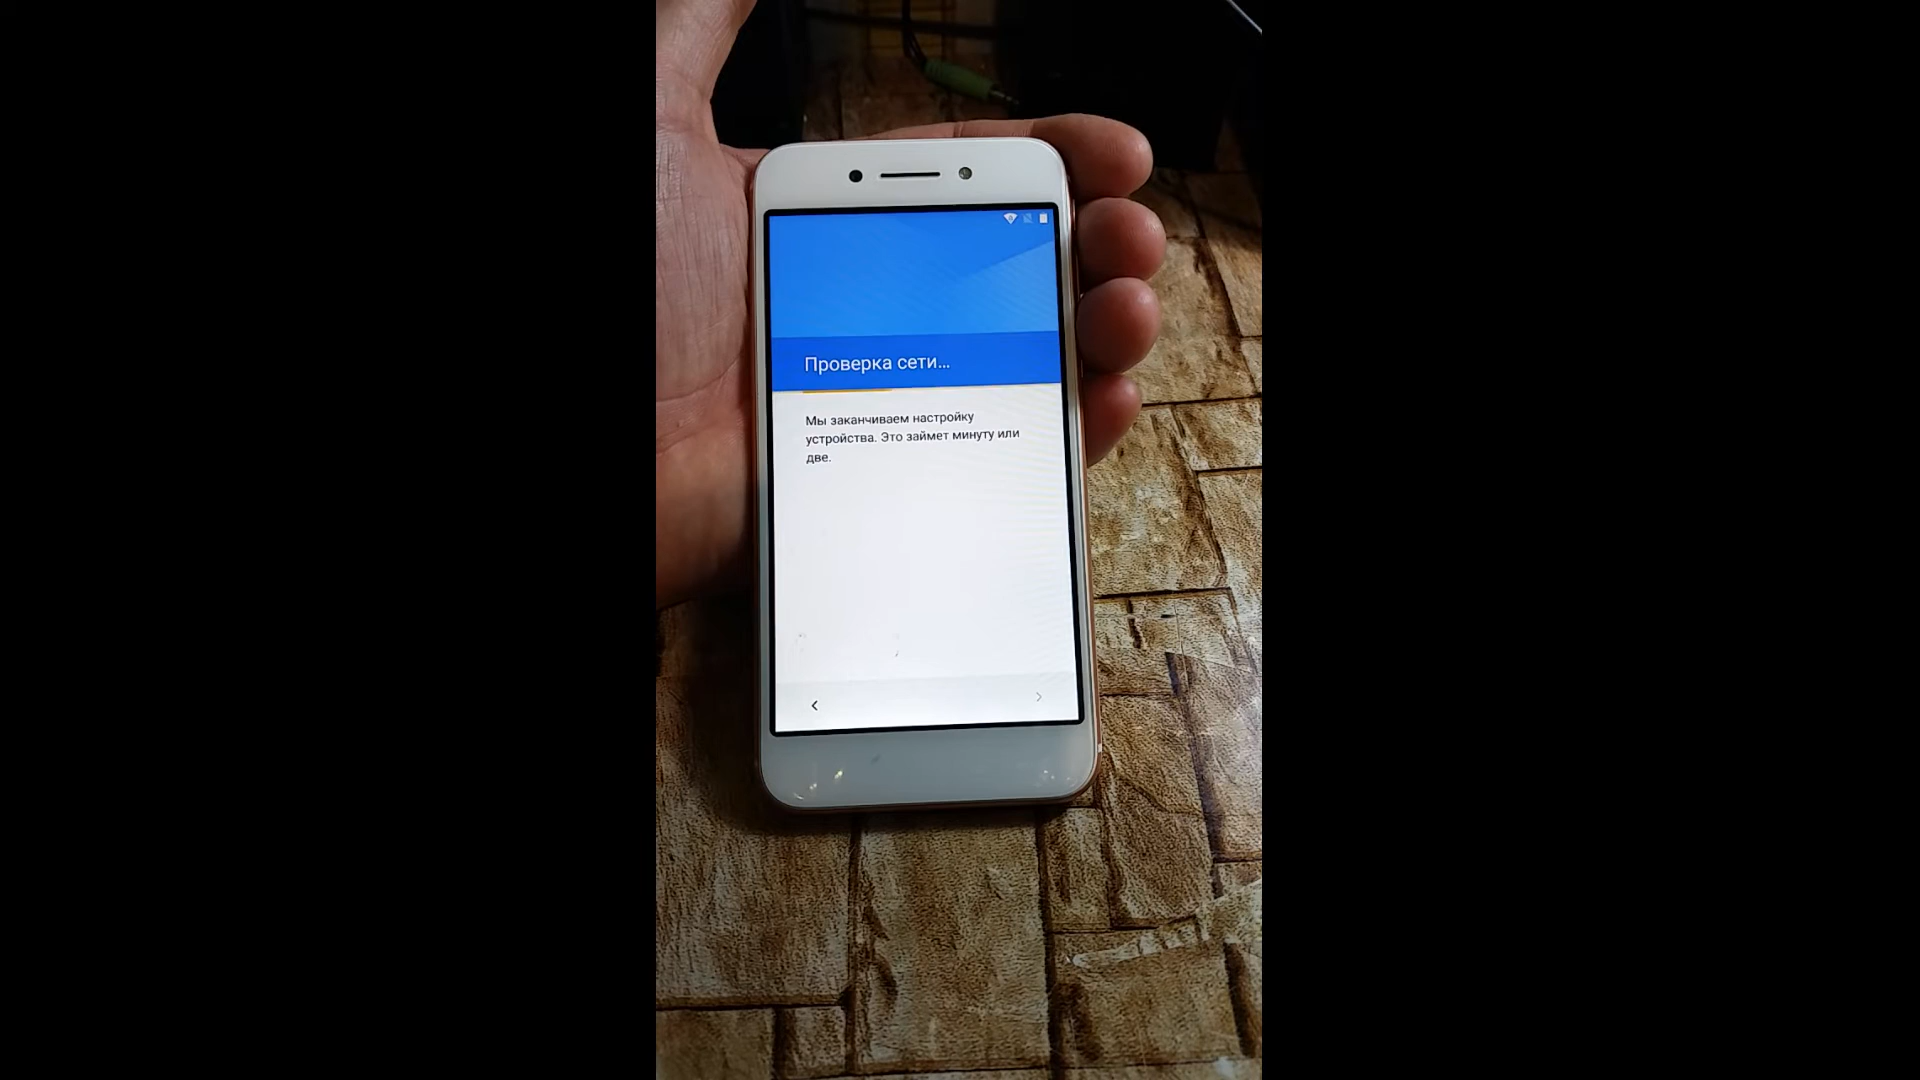 Проверка сети...
Мы заканчиваем настройку
устройства. Это займет минуту или
две.